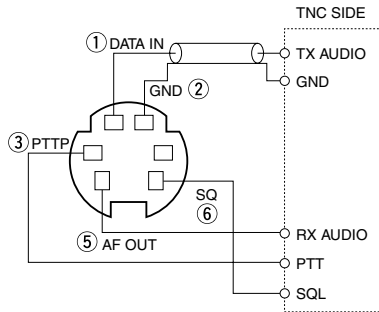 TNC SIDE
① DATA IN
TX AUDIO
GND ②
GND
③ PTTP
SQ
⑥
RX AUDIO
⑤ AF OUT
PTT
SQL